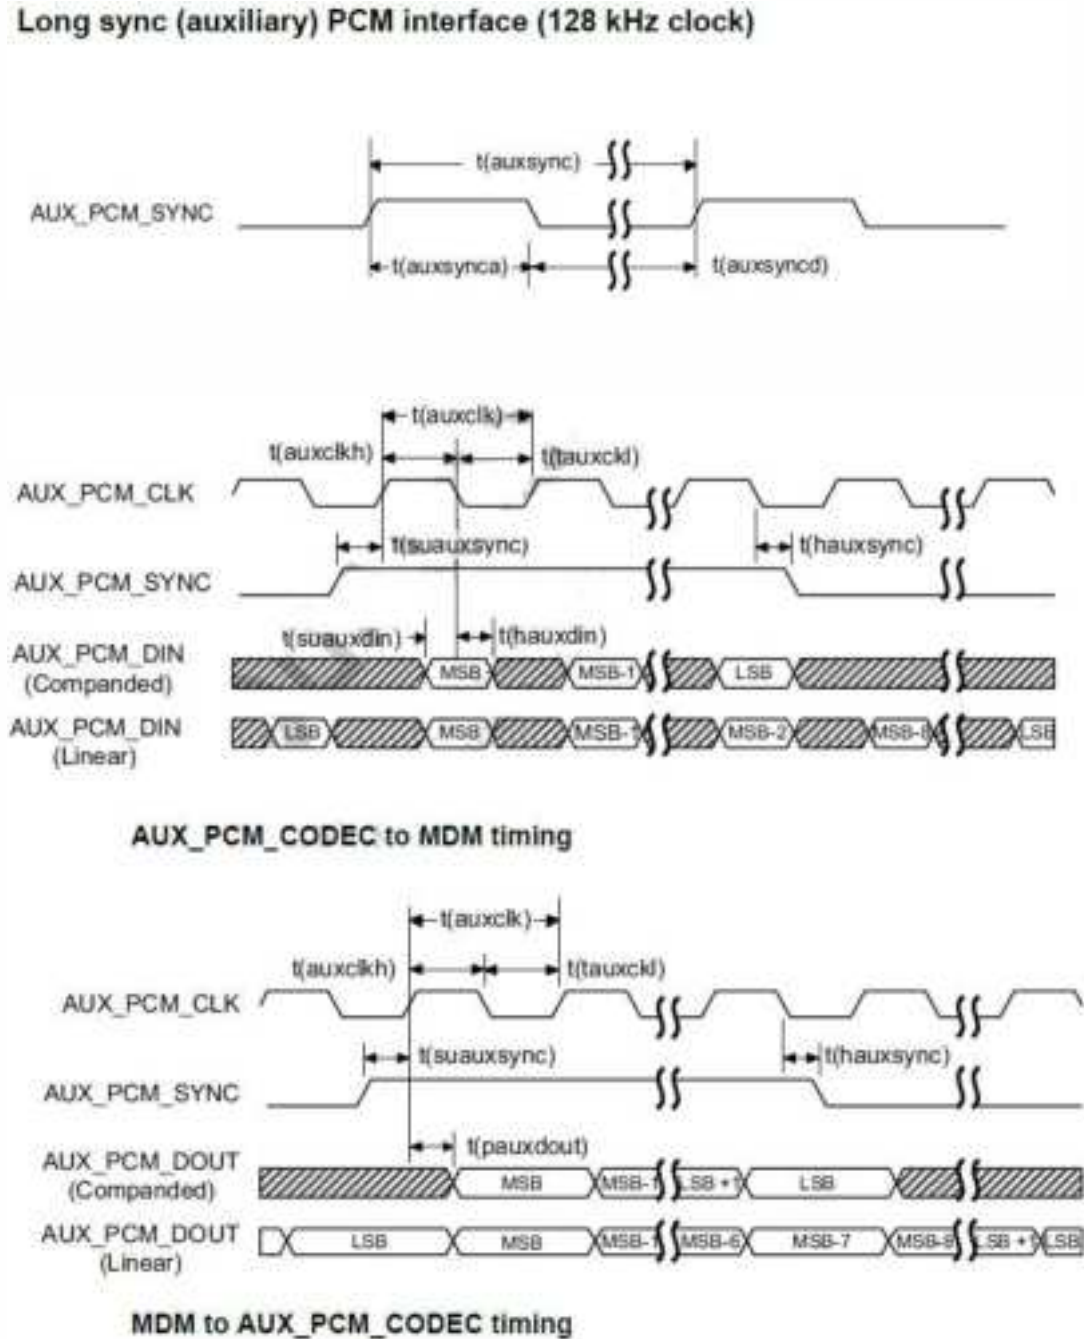 Long sync (auxiliary) PCM interface (128 kHz clock)
t(auxsync)
AUX_PCM_SYNC
t(auxsynca)
t(auxsyncd)
t(auxclk)
t(auxclkh)
t(tauxckl)
AUX_PCM_CLK
t(suauxsync)
t(hauxsync)
AUX_PCM_SYNC
t(suauxdin)
t(hauxdin)
AUX_PCM_DIN
(Companded)
MSB MSB-1 LSB
AUX_PCM_DIN
(Linear)
LSB MSB MSB-1 MSB-2 MSB-8 LSB
AUX_PCM_CODEC to MDM timing
t(auxclk)
t(auxclkh)
t(tauxckl)
AUX_PCM_CLK
t(suauxsync)
t(hauxsync)
AUX_PCM_SYNC
t(pauxdout)
AUX_PCM_DOUT
(Companded)
MSB MSB-1 LSB +1 LSB
AUX_PCM_DOUT
(Linear)
LSB MSB MSB-1 MSB-6 MSB-7 MSB-8 LSB +1 LSB
MDM to AUX_PCM_CODEC timing